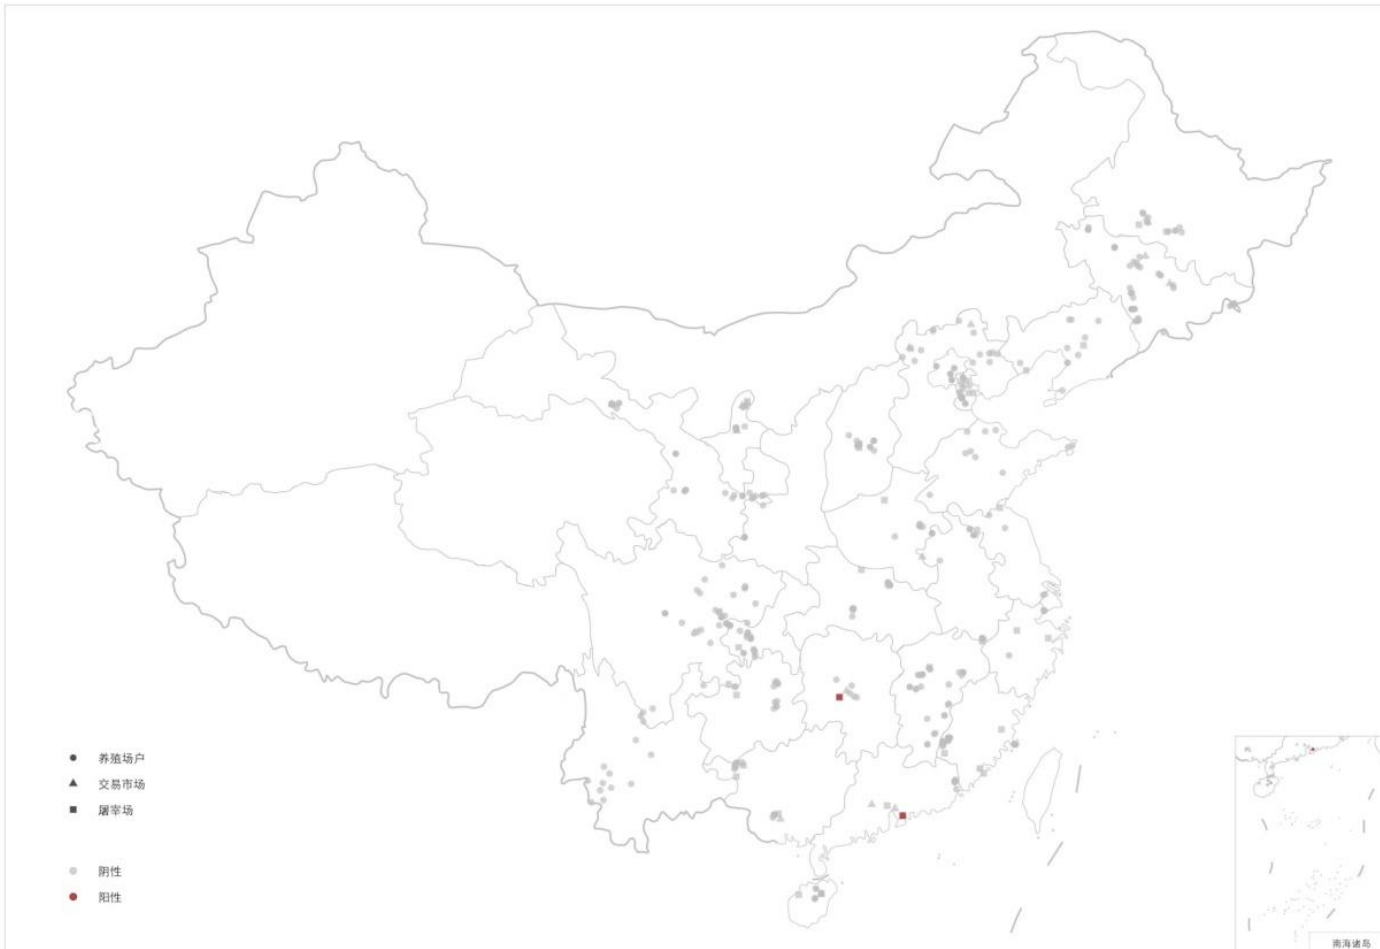 养殖场户
交易市场
屠宰场
阴性
阳性
南海诸岛